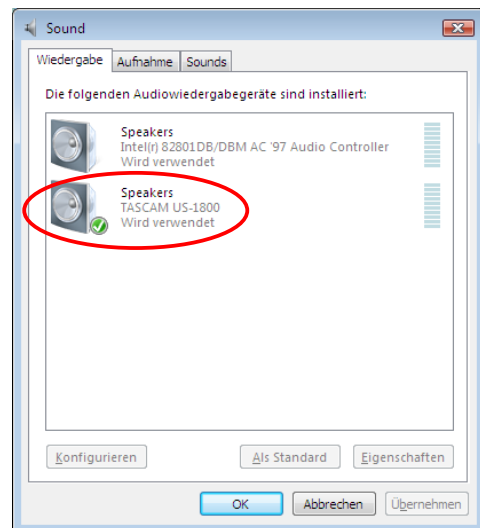 Sound
Wiedergabe Aufnahme Sounds
Die folgenden Audiowiedergabegeräte sind installiert:
Speakers
Intel(r) 82801DB/DBM AC '97 Audio Controller
Wird verwendet
Speakers
TASCAM US-1800
Wird verwendet
Konfigurieren Als Standard Eigenschaften
OK Abbrechen Übernehmen